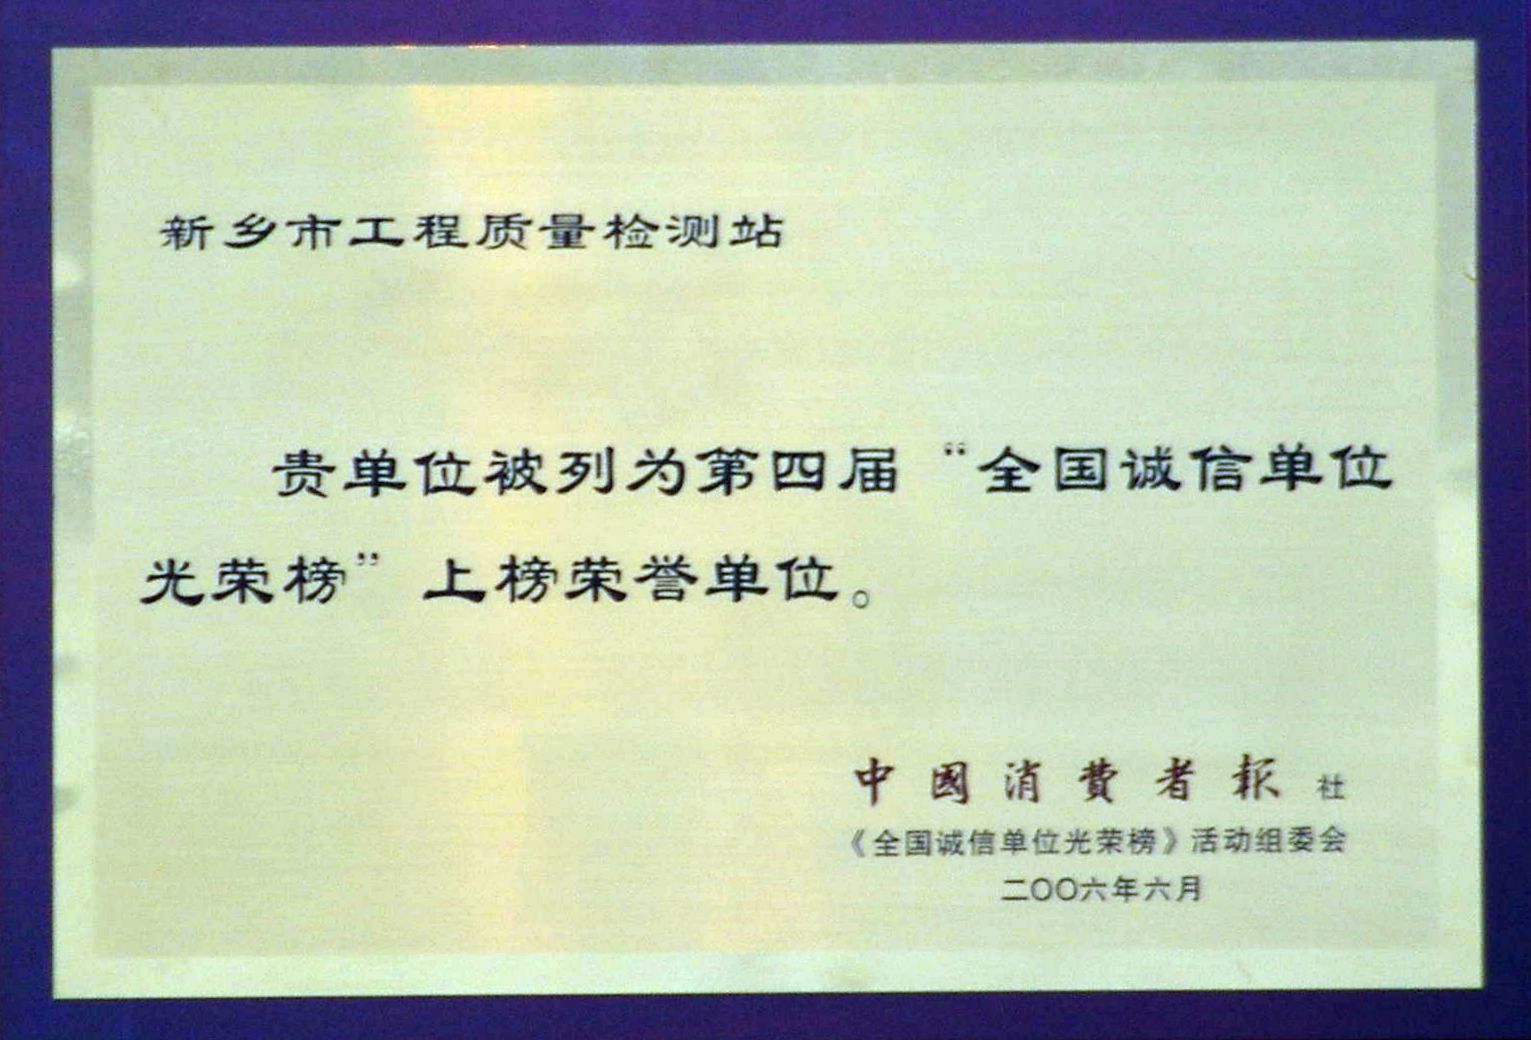 新乡市工程质量检测站
贵单位被列为第四届“全国诚信单位
光荣榜”上榜荣誉单位。
中國消費者报社
《全国诚信单位光荣榜》活动组委会
二〇〇六年六月